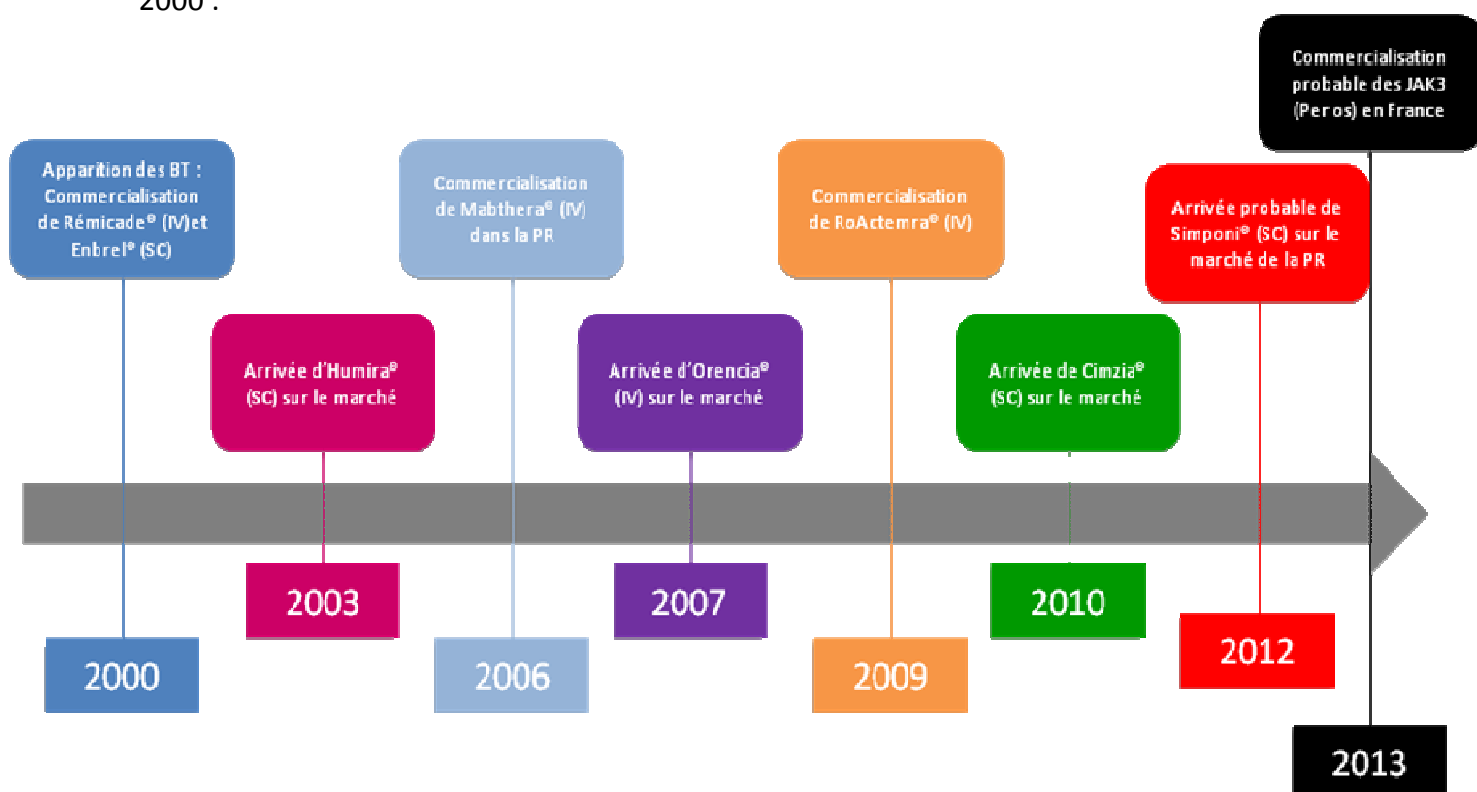 2000 :
Commercialisation
probable des JAK3
(Per os) en France
Apparition des BT :
Commercialisation
de Rémicade® (IV)et
Enbrel® (SC)
Commercialisation
de Mabthera® (IV)
dans la PR
Commercialisation
de RoActemra® (IV)
Arrivée probable de
Simponi® (SC) sur le
marché de la PR
Arrivée d'Humira®
(SC) sur le marché
Arrivée d'Orencia®
(IV) sur le marché
Arrivée de Cimzia®
(SC) sur le marché
2003
2007
2010
2012
2000
2006
2009
2013